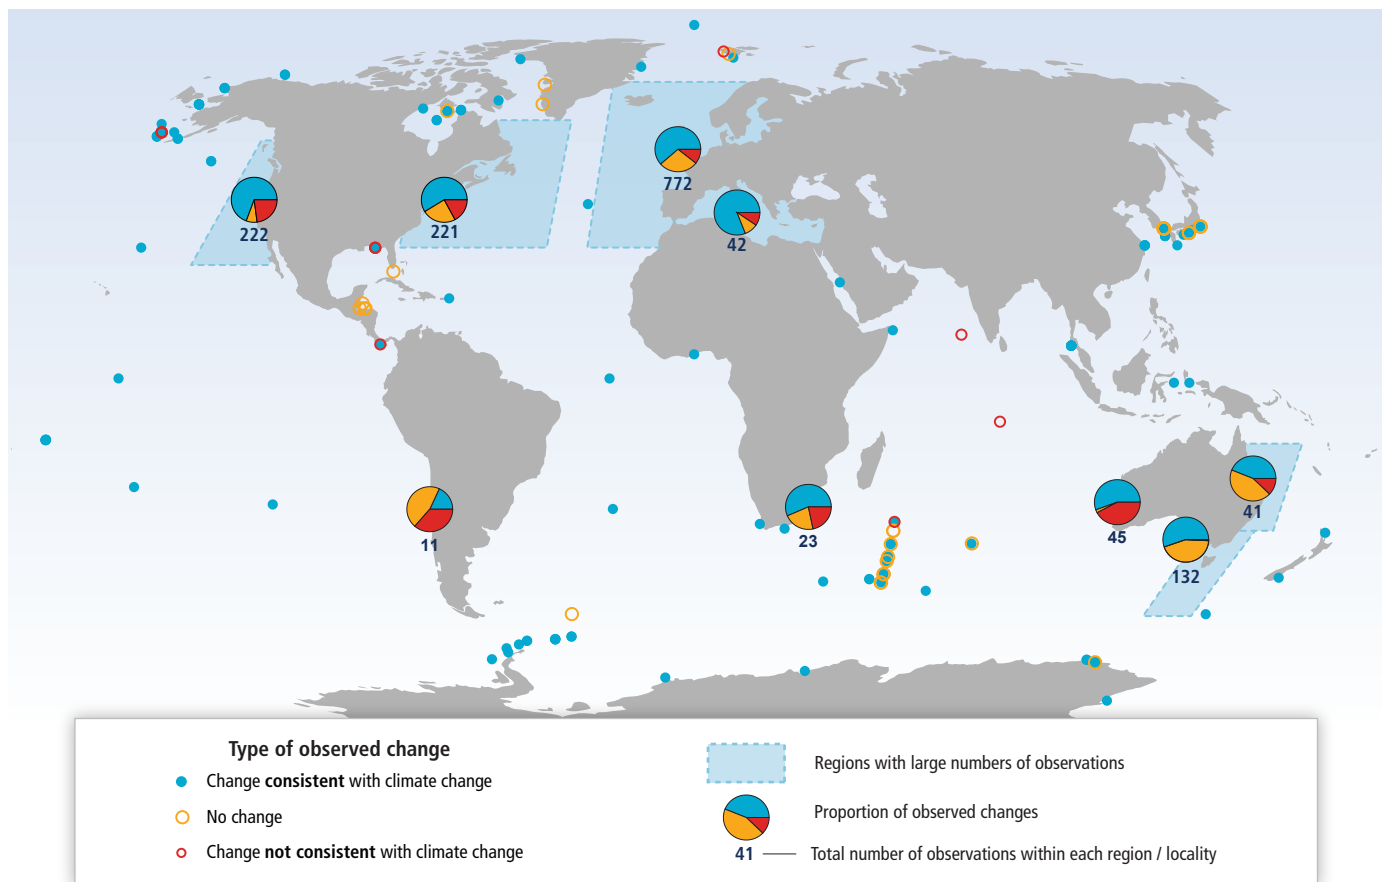 772
222
221
42
11
23
45
41
132
Type of observed change
Change consistent with climate change
No change
Change not consistent with climate change
Regions with large numbers of observations
Proportion of observed changes
41
Total number of observations within each region / locality